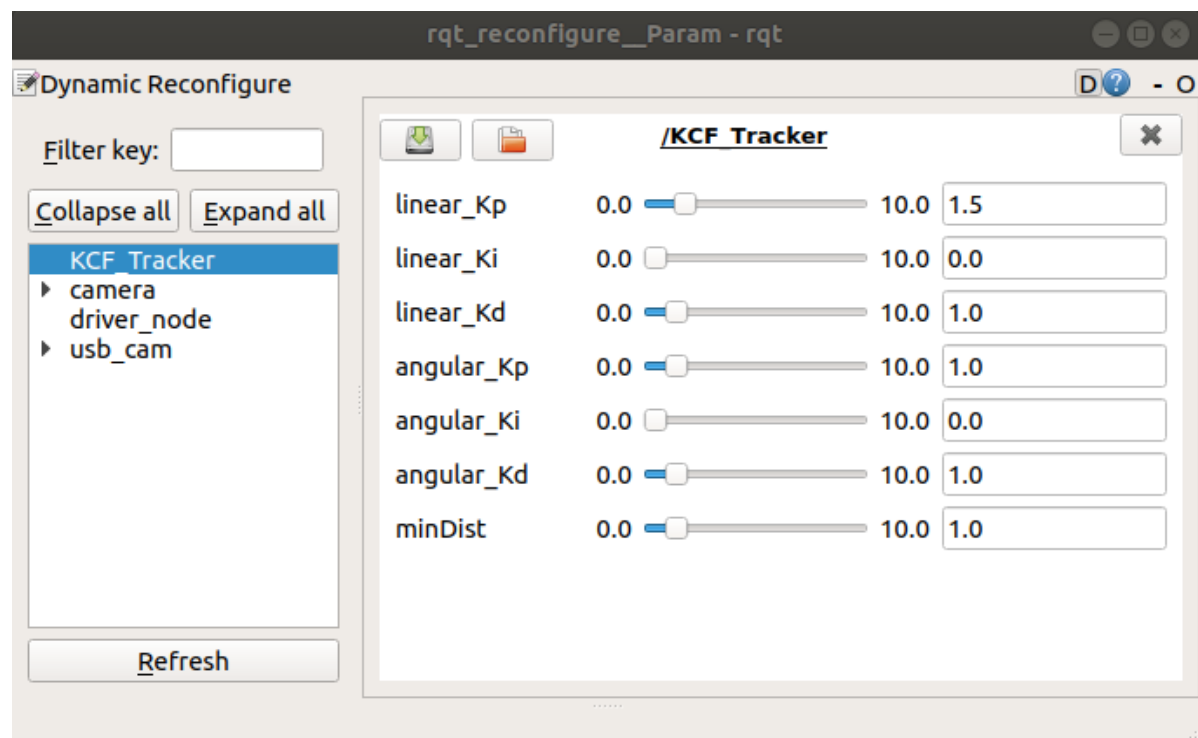 rqt_reconfigure__Param - rqt
Dynamic Reconfigure
D? - O
Filter key:
Collapse all Expand all
KCF_Tracker
camera
driver_node
usb_cam
Refresh
/KCF_Tracker
linear_Kp 0.0 10.0 1.5
linear_Ki 0.0 10.0 0.0
linear_Kd 0.0 10.0 1.0
angular_Kp 0.0 10.0 1.0
angular_Ki 0.0 10.0 0.0
angular_Kd 0.0 10.0 1.0
minDist 0.0 10.0 1.0